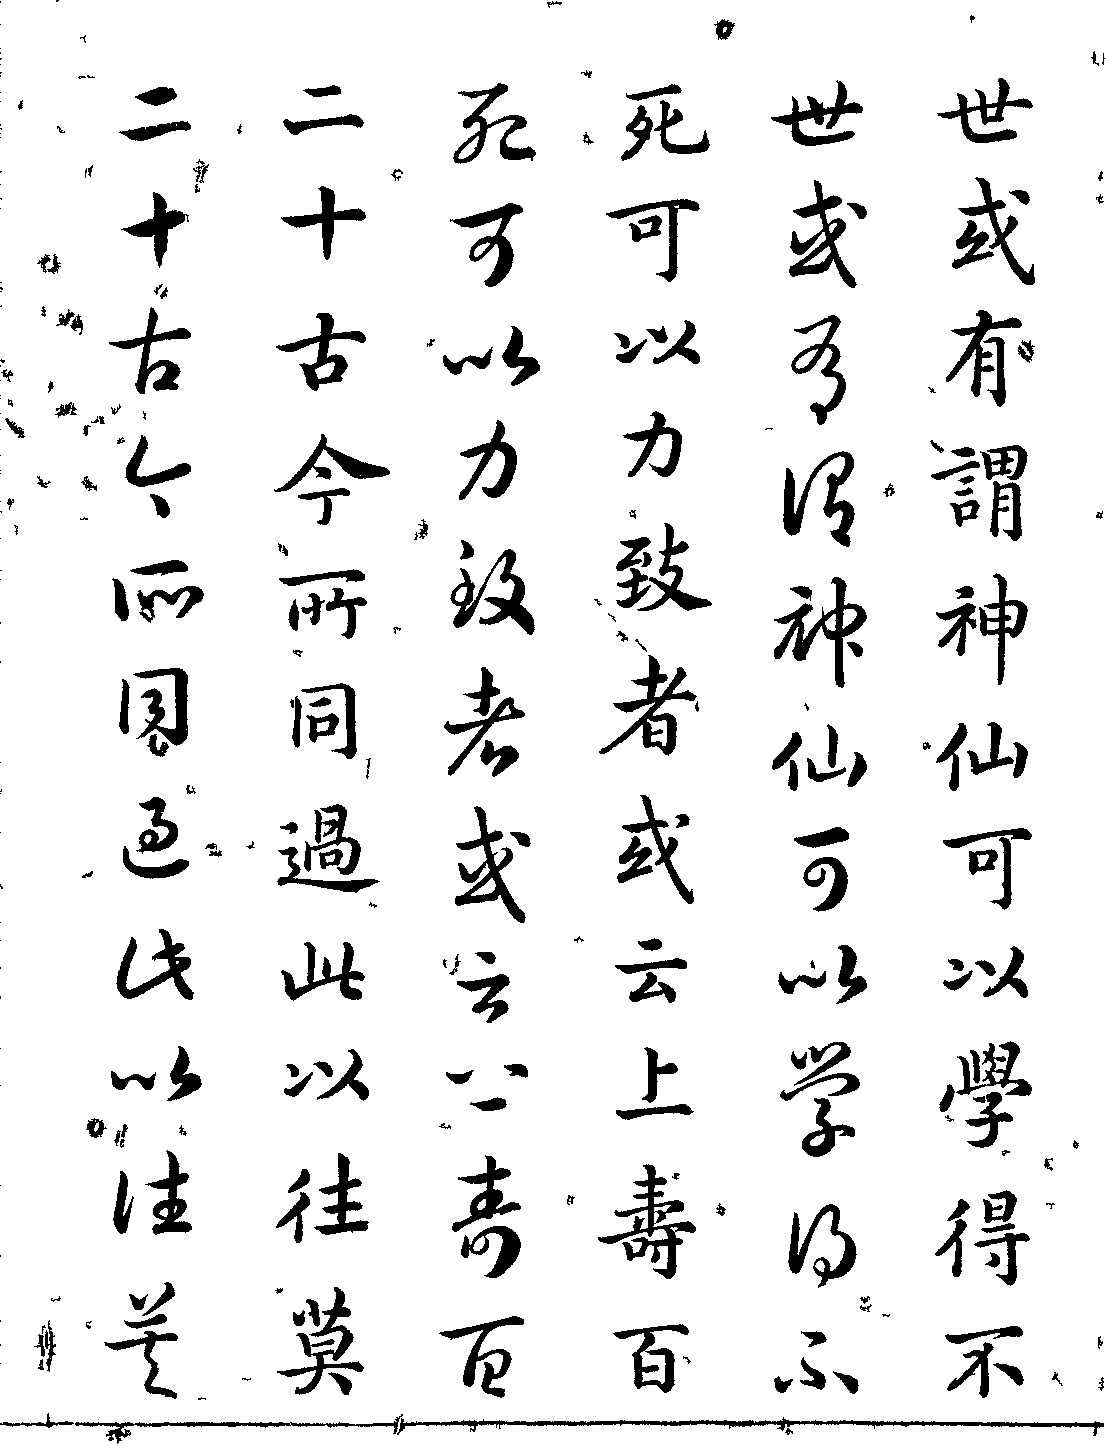 世或有謂神仙可以學得不
世或有謂神仙可以學得不
死可以力致者或云上壽百
死可以力致者或云上壽百
二十古今所同過此以往莫
二十古今所同過此以往莫